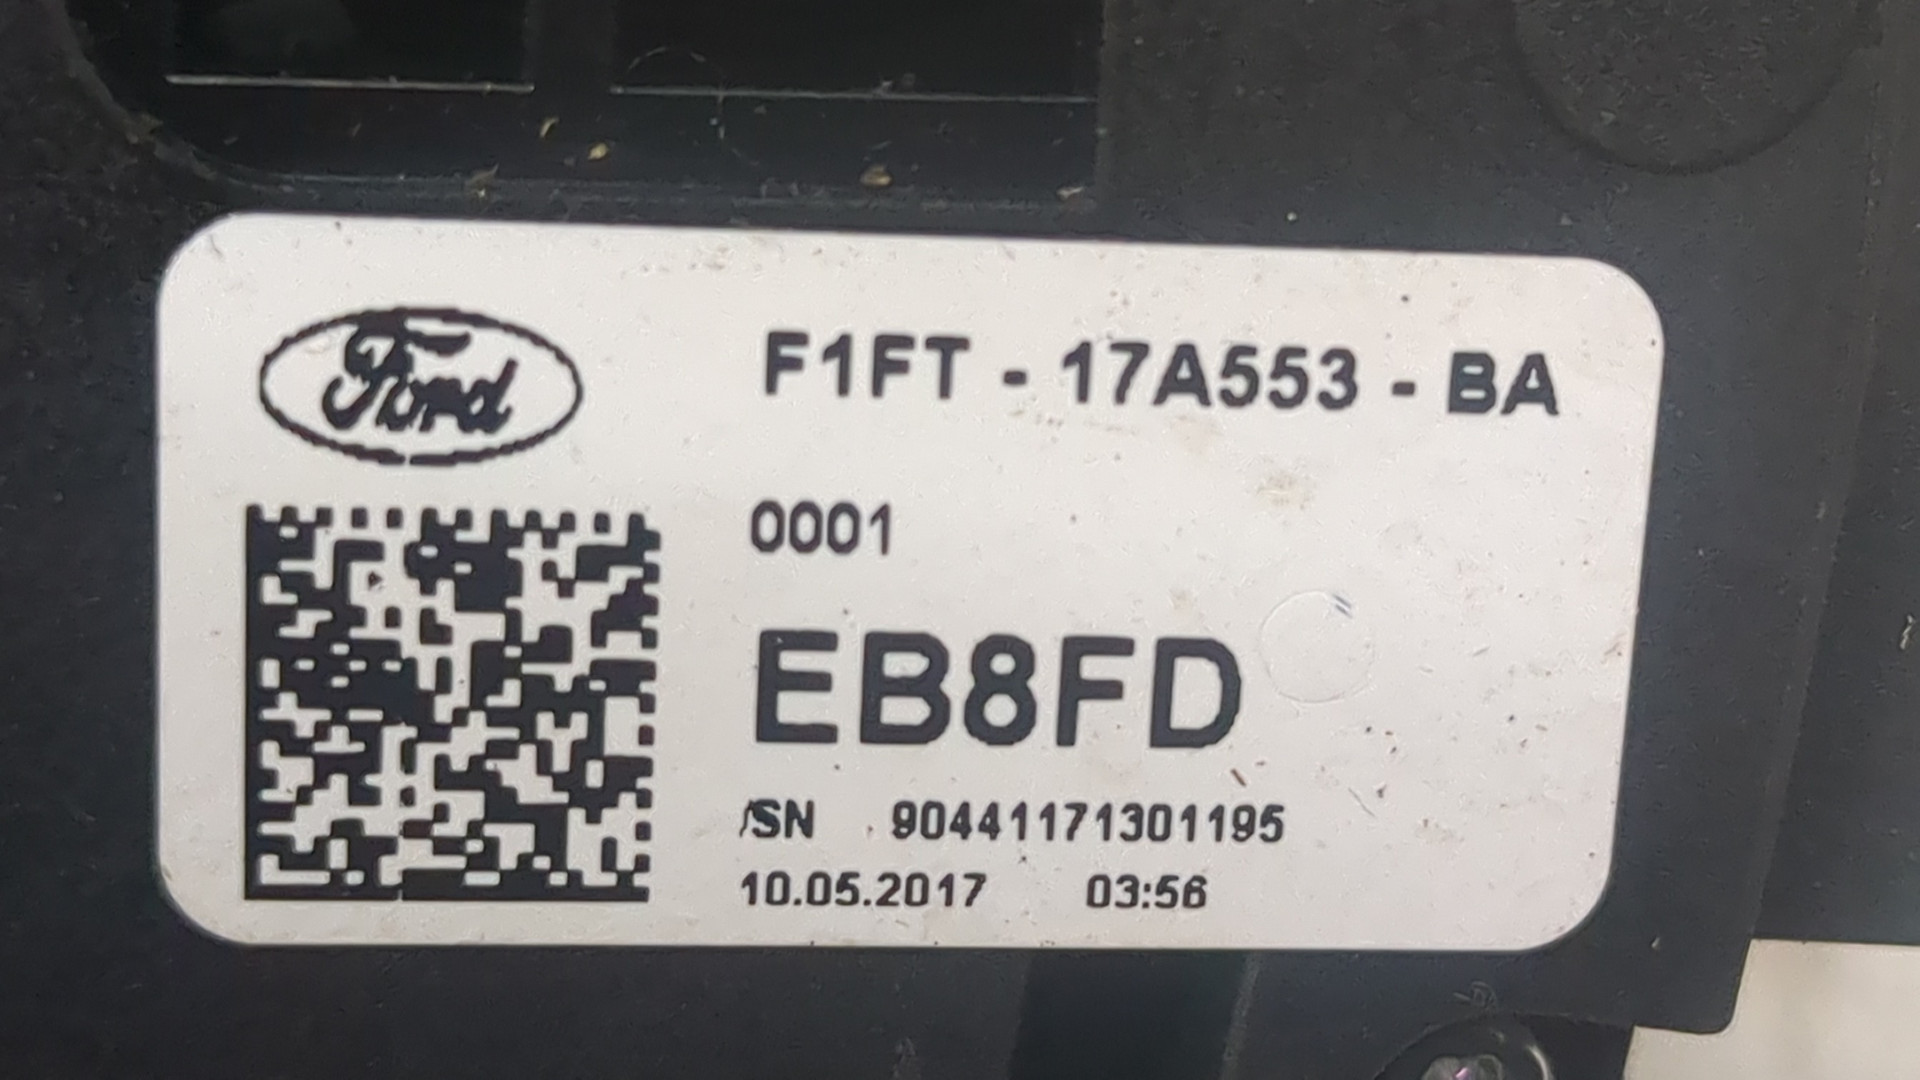 Ford
F1FT - 17A553 - BA
0001
EB8FD
SN 90441171301195
10.05.2017 03:56